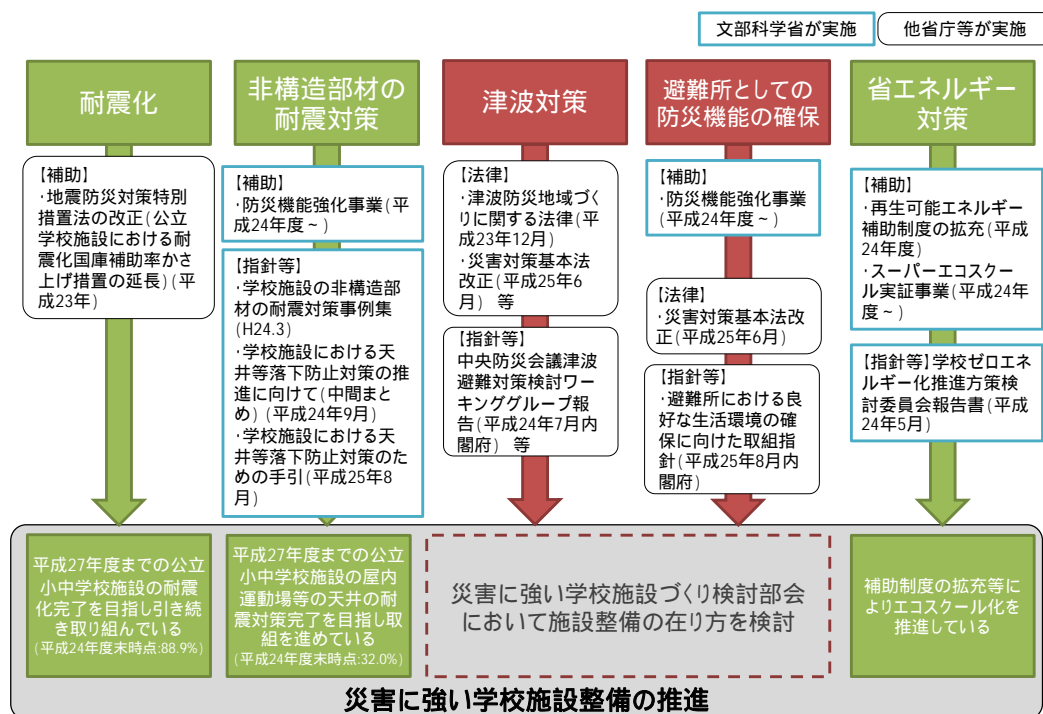 文部科学省が実施
他省庁等が実施
耐震化
非構造部材の
耐震対策
津波対策
避難所としての
防災機能の確保
省エネルギー
対策
【補助】
・地震防災対策特別
措置法の改正(公立
学校施設における耐
震化国庫補助率かさ
上げ措置の延長)(平
成23年)
【補助】
・防災機能強化事業(平
成24年度~)
【指針等】
・学校施設の非構造部
材の耐震対策事例集
(H24.3)
・学校施設における天
井等落下防止対策の推
進に向けて(中間まと
め)(平成24年9月)
・学校施設における天
井等落下防止対策のた
めの手引(平成25年8
月)
【法律】
・津波防災地域づく
りに関する法律(平
成23年12月)
・災害対策基本法
改正(平成25年6
月) 等
【指針等】
中央防災会議津波
避難対策検討ワー
キンググループ報
告(平成24年7月内
閣府) 等
【補助】
・防災機能強化事業
(平成24年度~)
【法律】
・災害対策基本法改
正(平成25年6月)
【指針等】
・避難所における良
好な生活環境の確
保に向けた取組指
針(平成25年8月内
閣府)
【補助】
・再生可能エネルギー
補助制度の拡充(平成
24年度)
・スーパーエコスクー
ル実証事業(平成24年
度~)
【指針等】学校ゼロエネ
ルギー化推進方策検
討委員会報告書(平成
24年5月)
平成27年度までの公立
小中学校施設の耐震
化完了を目指し引き続
き取り組んでいる
(平成24年度末時点:88.9%)
平成27年度までの公立
小中学校施設の屋内
運動場等の天井の耐
震対策完了を目指し取
組を進めている
(平成24年度末時点:32.0%)
災害に強い学校施設づくり検討部会
において施設整備の在り方を検討
補助制度の拡充等に
よりエコスクール化を
推進している
災害に強い学校施設整備の推進